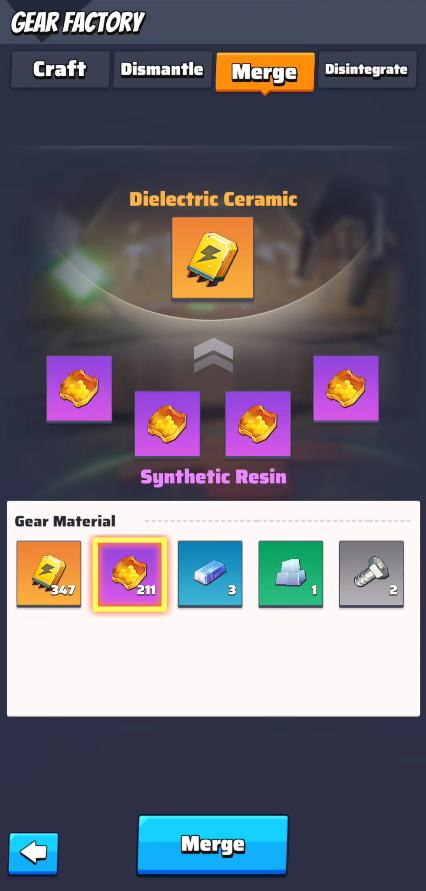 GEAR FACTORY
Craft
Dismantle
Merge
Disintegrate
Dielectric Ceramic
Synthetic Resin
Gear Material
347
211
3
1
2
Merge